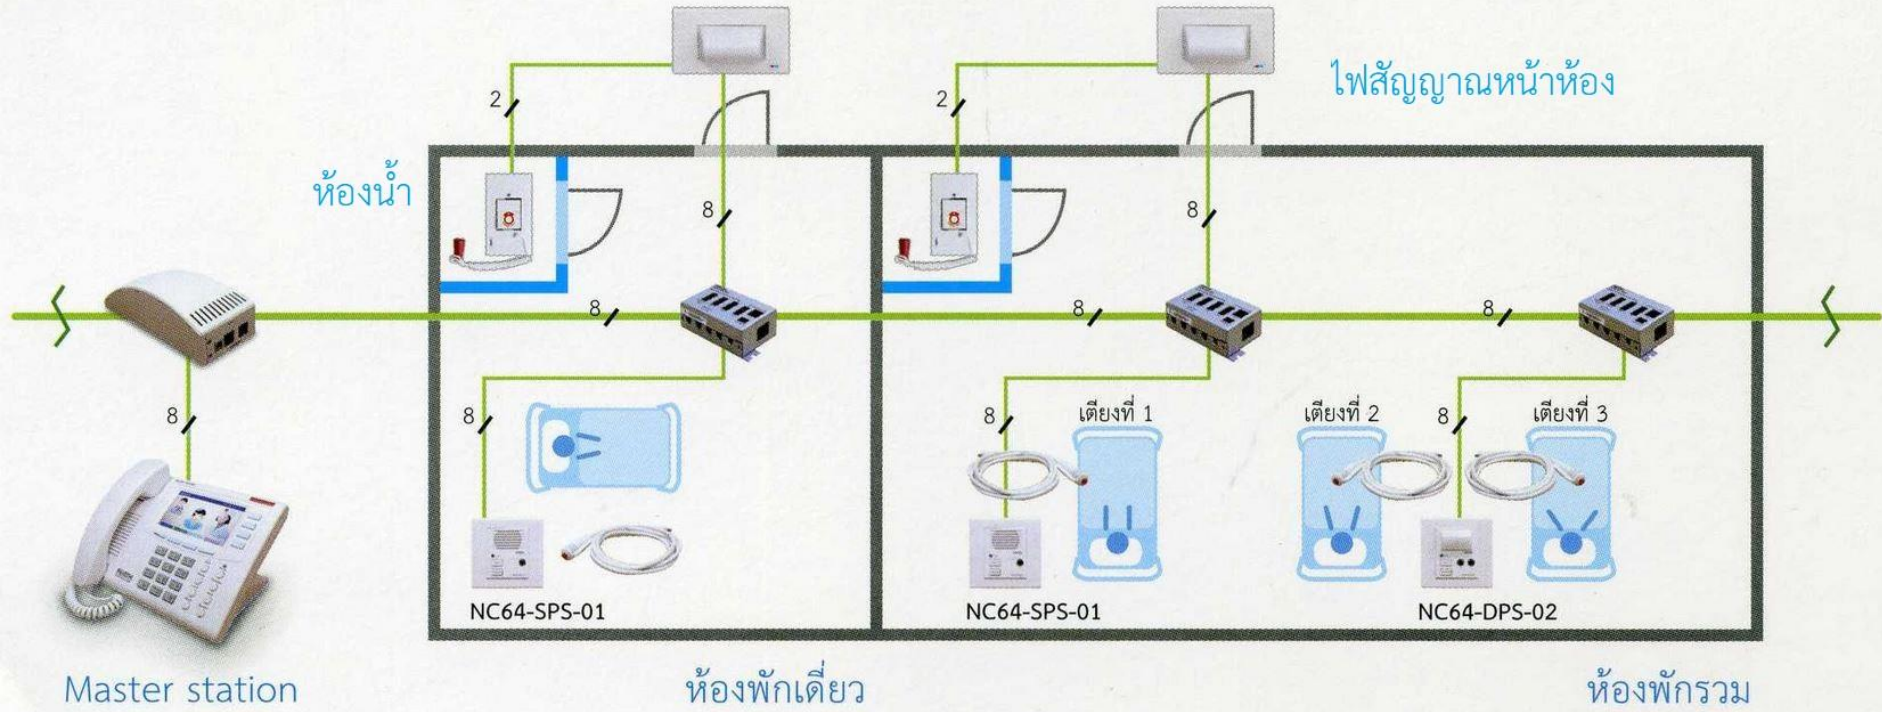 ไฟสัญญาณหน้าห้อง
2
2
ห้องน้ำ
8
8
8
8
8
8
8
เตียงที่ 1
8
เตียงที่ 2
8
เตียงที่ 3
8
NC64-SPS-01
NC64-SPS-01
NC64-DPS-02
Master station
ห้องพักเดี่ยว
ห้องพักรวม